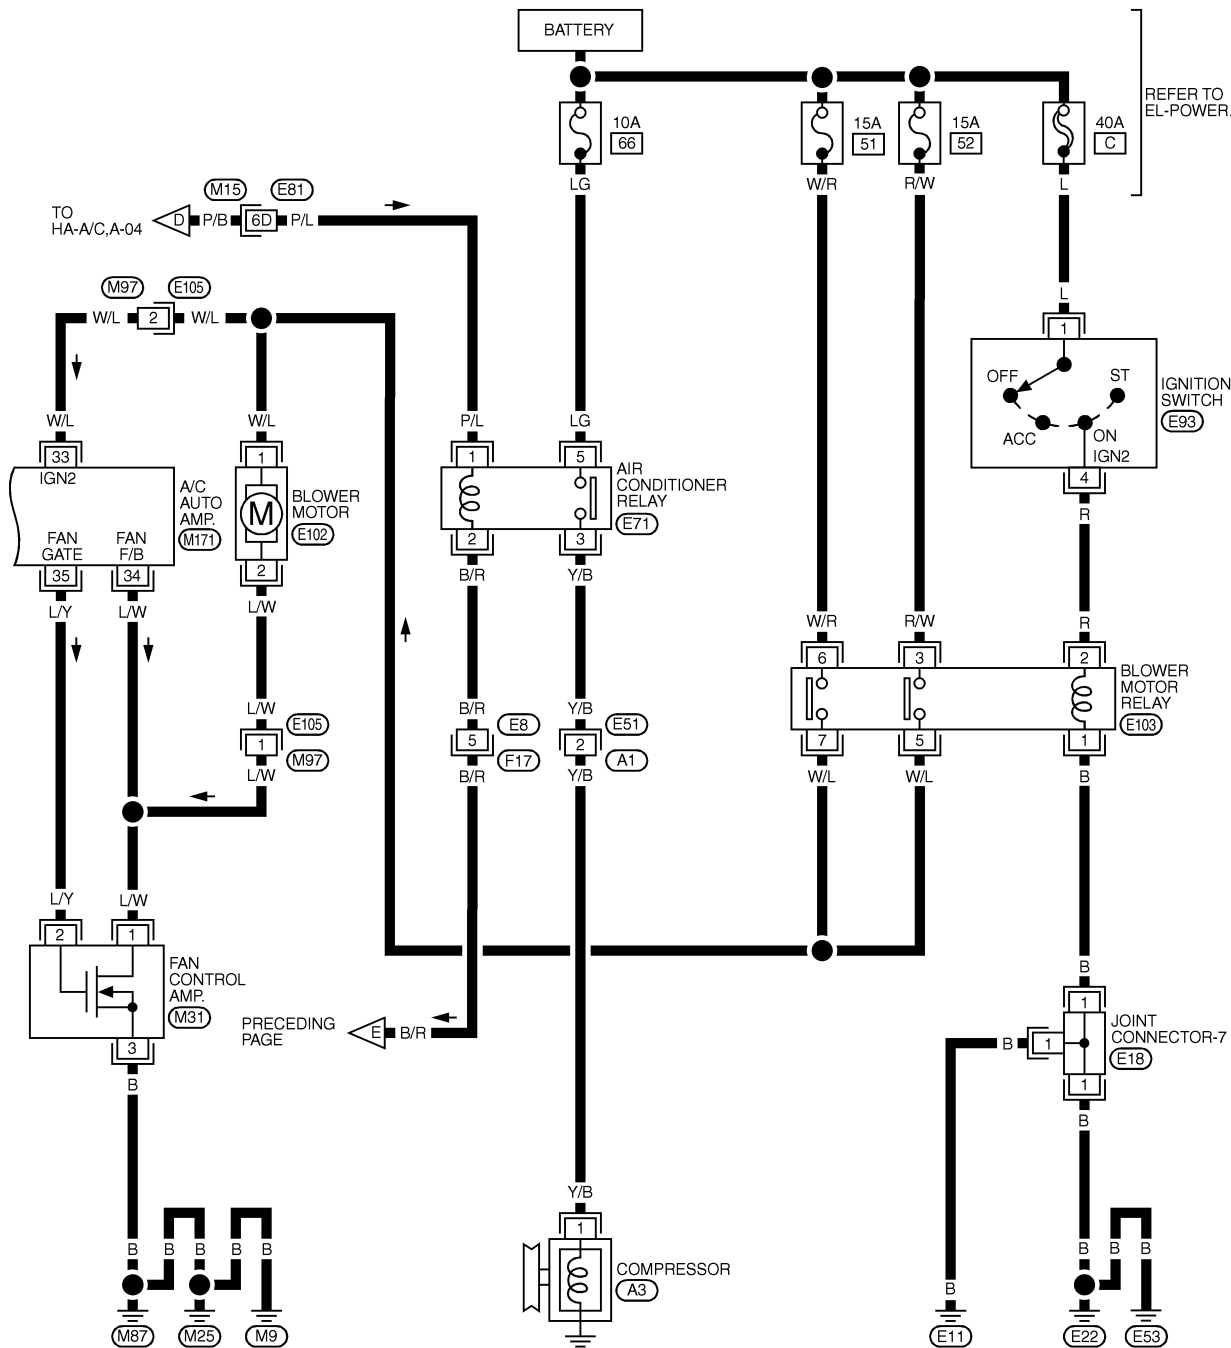 BATTERY
REFER TO
EL-POWER.
10A
66
15A
51
15A
52
40A
C
LG
W/R
R/W
L
M15
E81
TO
HA-A/C,A-04
D
P/B
6D
P/L
M97
E105
W/L
2
W/L
L
1
OFF
ST
ACC
ON
IGN2
4
IGNITION
SWITCH
E93
W/L
W/L
P/L
LG
33
IGN2
A/C
AUTO
AMP.
M171
FAN
GATE
FAN
F/B
35
34
1
M
BLOWER
MOTOR
E102
2
1
5
AIR
CONDITIONER
RELAY
E71
2
3
R
L/Y
L/W
L/W
B/R
Y/B
W/R
R/W
R
6
3
2
BLOWER
MOTOR
RELAY
E103
7
5
1
L/W
E105
1
M97
L/W
B/R
E8
5
F17
B/R
Y/B
E51
2
A1
Y/B
W/L
W/L
B
L/Y
L/W
2
1
FAN
CONTROL
AMP.
M31
3
B
PRECEDING
PAGE
E
B/R
B
1
JOINT
CONNECTOR-7
E18
B
1
1
B
Y/B
1
COMPRESSOR
A3
B
B
B
B
B
M87
M25
M9
B
E11
B
B
B
E22
E53